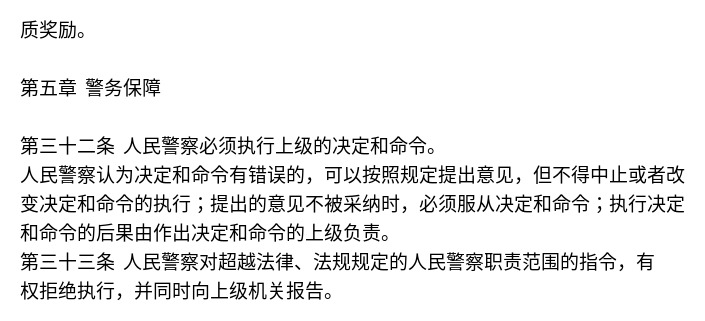 质奖励。
第五章 警务保障
第三十二条 人民警察必须执行上级的决定和命令。
人民警察认为决定和命令有错误的，可以按照规定提出意见，但不得中止或者改
变决定和命令的执行；提出的意见不被采纳时，必须服从决定和命令；执行决定
和命令的后果由作出决定和命令的上级负责。
第三十三条 人民警察对超越法律、法规规定的人民警察职责范围的指令，有
权拒绝执行，并同时向上级机关报告。